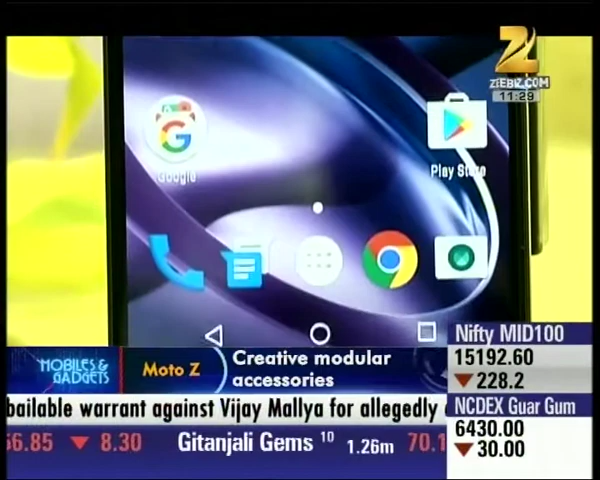 Z
ZEEBIZ.COM
11:29
G
Google
Play Store
MOBILES &
GADGETS
Moto Z
Creative modular
accessories
Nifty MID100
15192.60
228.2
NCDEX Guar Gum
6430.00
30.00
bailable warrant against Vijay Mallya for allegedly
56.85 8.30 Gitanjali Gems 10 1.26m 70.1